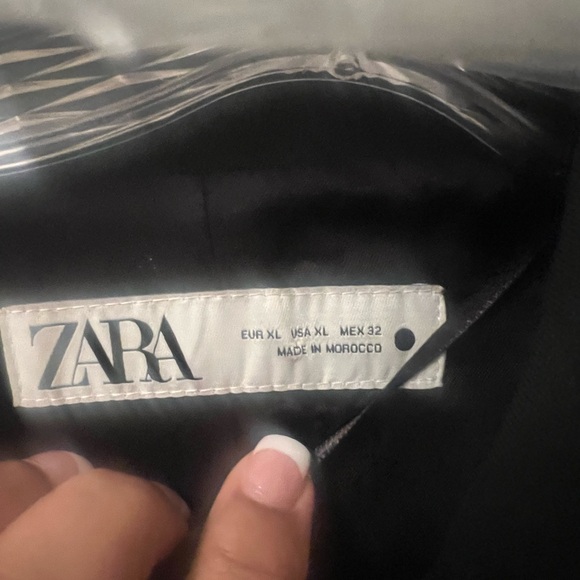 ZARA
EUR XL USA XL MEX 32
MADE IN MOROCCO